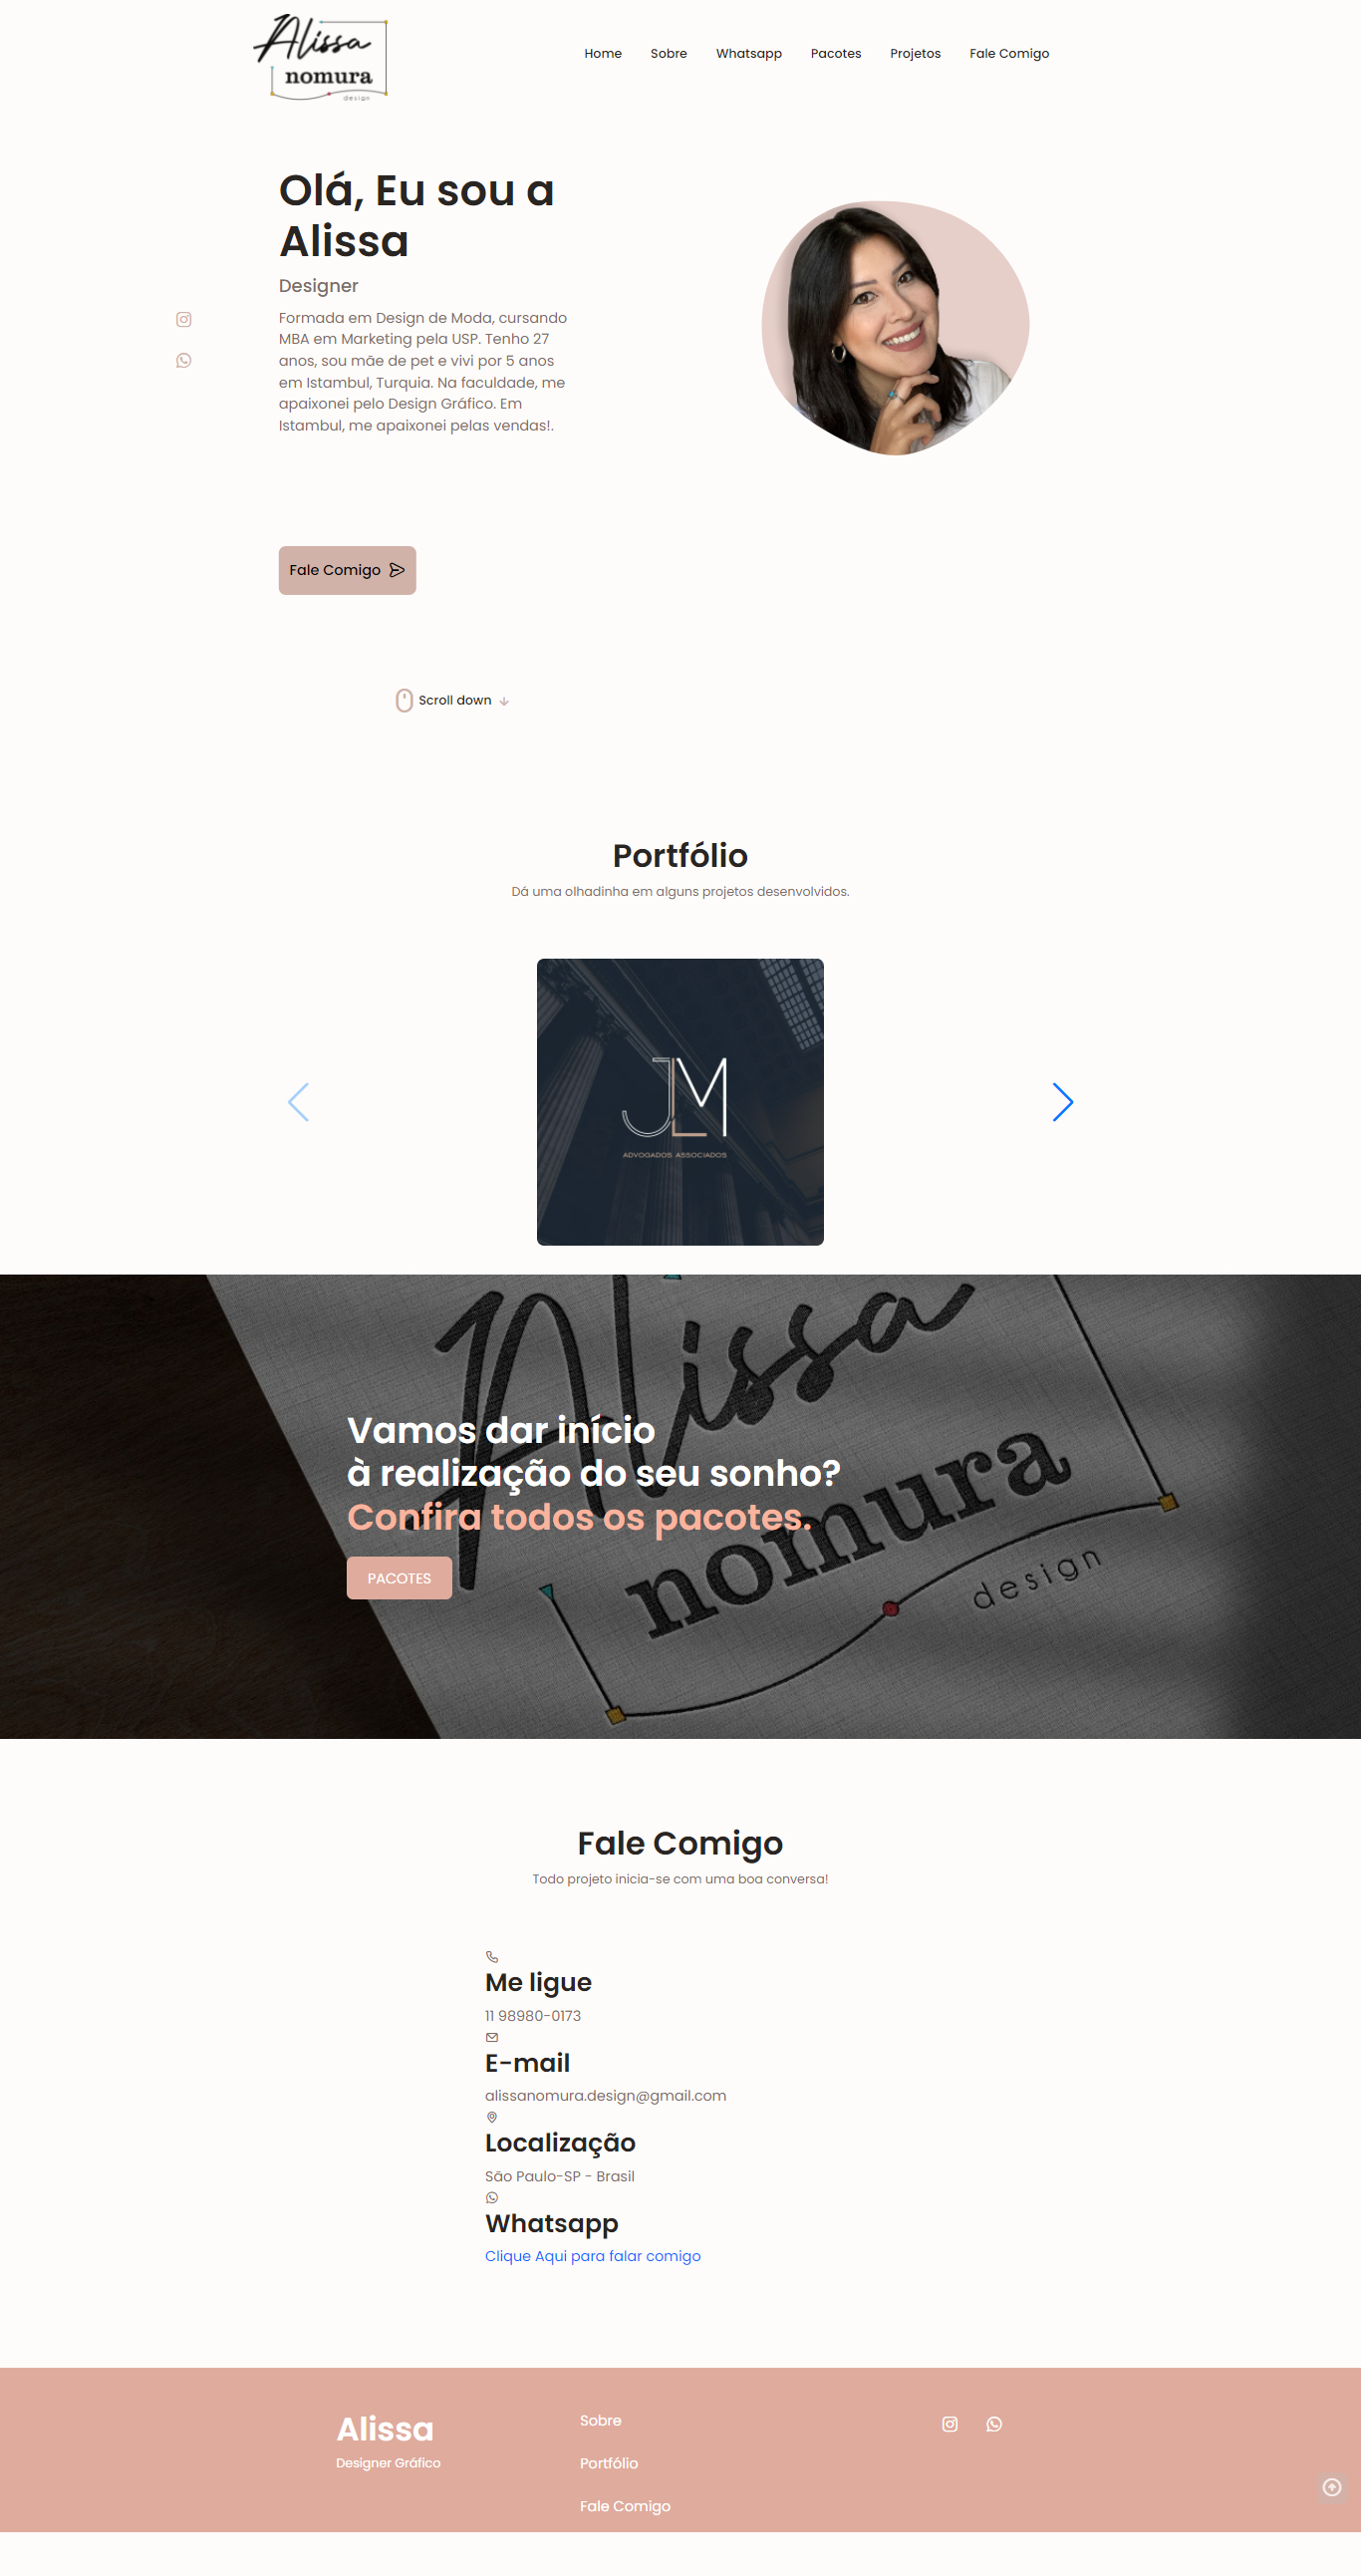 Alissa
nomura
design
Home Sobre Whatsapp Pacotes Projetos Fale Comigo
Olá, Eu sou a
Alissa
Designer
Formada em Design de Moda, cursando
MBA em Marketing pela USP. Tenho 27
anos, sou mãe de pet e vivi por 5 anos
em Istambul, Turquia. Na faculdade, me
apaixonei pelo Design Gráfico. Em
Istambul, me apaixonei pelas vendas!.
Fale Comigo
Scroll down
Portfólio
Dá uma olhadinha em alguns projetos desenvolvidos.
JLM
ADVOGADOS ASSOCIADOS
Alissa
nomura
design
Vamos dar início
à realização do seu sonho?
Confira todos os pacotes.
PACOTES
Fale Comigo
Todo projeto inicia-se com uma boa conversa!
Me ligue
11 98980-0173
E-mail
alissanomura.design@gmail.com
Localização
São Paulo-SP - Brasil
Whatsapp
Clique Aqui para falar comigo
Alissa
Designer Gráfico
Sobre
Portfólio
Fale Comigo